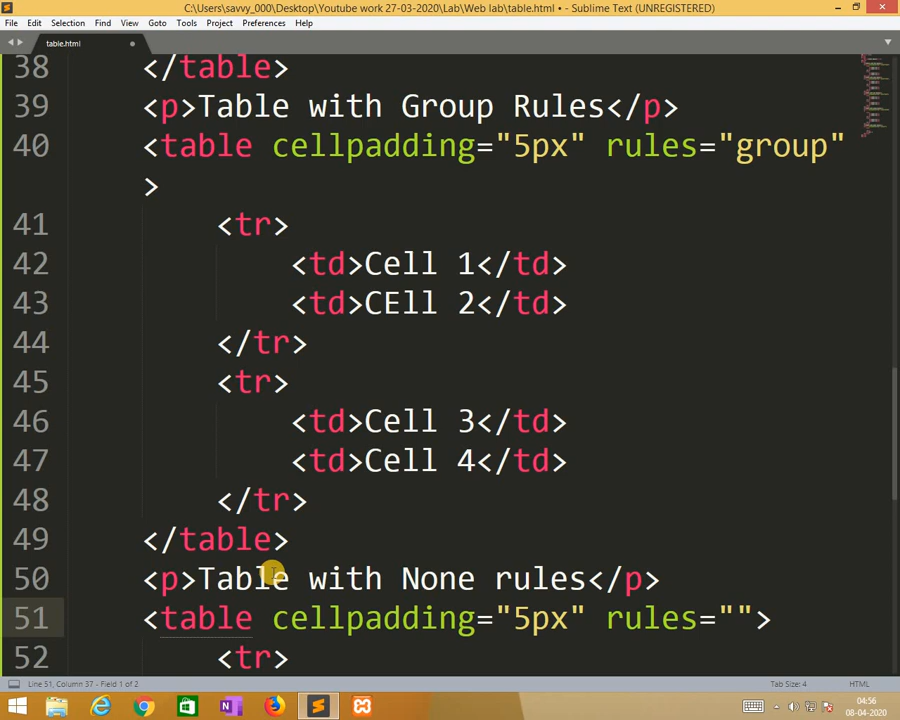 C:\Users\savvy_000\Desktop\Youtube work 27-03-2020\Lab\Web lab\table.html • - Sublime Text (UNREGISTERED)
File Edit Selection Find View Goto Tools Project Preferences Help
table.html
38 </table>
39 <p>Table with Group Rules</p>
40 <table cellpadding="5px" rules="group"
>
41 <tr>
42 <td>Cell 1</td>
43 <td>CEll 2</td>
44 </tr>
45 <tr>
46 <td>Cell 3</td>
47 <td>Cell 4</td>
48 </tr>
49 </table>
50 <p>Table with None rules</p>
51 <table cellpadding="5px" rules="">
52 <tr>
Line 51, Column 37 - Field 1 of 2 Tab Size: 4 HTML
04:56
08-04-2020